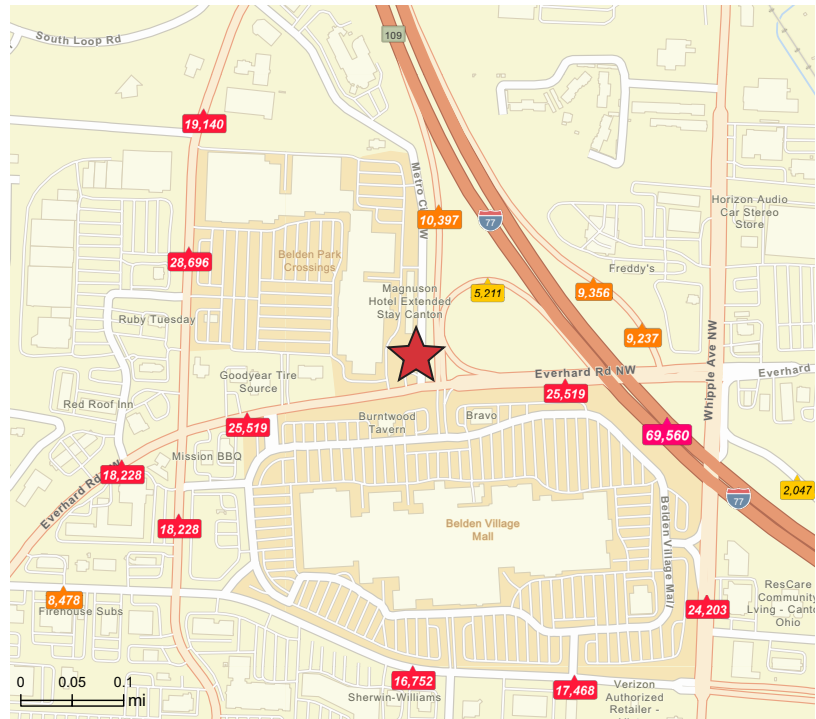 South Loop Rd
109
19,140
Metro Cir NW
Horizon Audio
Car Stereo
Store
10,397
77
Belden Park
Crossings
28,696
Freddy's
Magnuson
Hotel Extended
Stay Canton
5,211
9,356
Ruby Tuesday
9,237
Goodyear Tire
Source
Everhard Rd NW
Everhard
Whipple Ave NW
25,519
Red Roof Inn
Burntwood
Tavern
Bravo
25,519
69,560
Mission BBQ
18,228
Everhard Rd NW
2,047
77
18,228
Belden Village
Mall
Belden Village Mall
8,478
Firehouse Subs
24,203
ResCare
Community
Lvng - Canto
Ohio
0 0.05 0.1
mi
16,752
Sherwin-Williams
17,468
Verizon
Authorized
Retailer -